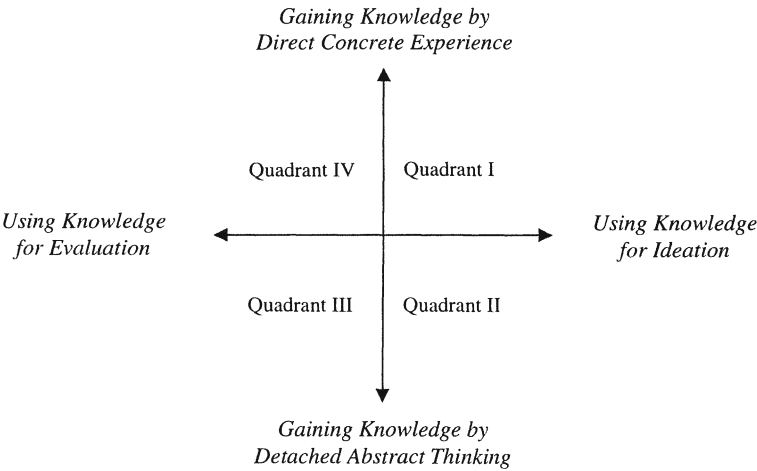 Gaining Knowledge by
Direct Concrete Experience
Quadrant IV
Quadrant I
Using Knowledge
for Evaluation
Using Knowledge
for Ideation
Quadrant III
Quadrant II
Gaining Knowledge by
Detached Abstract Thinking